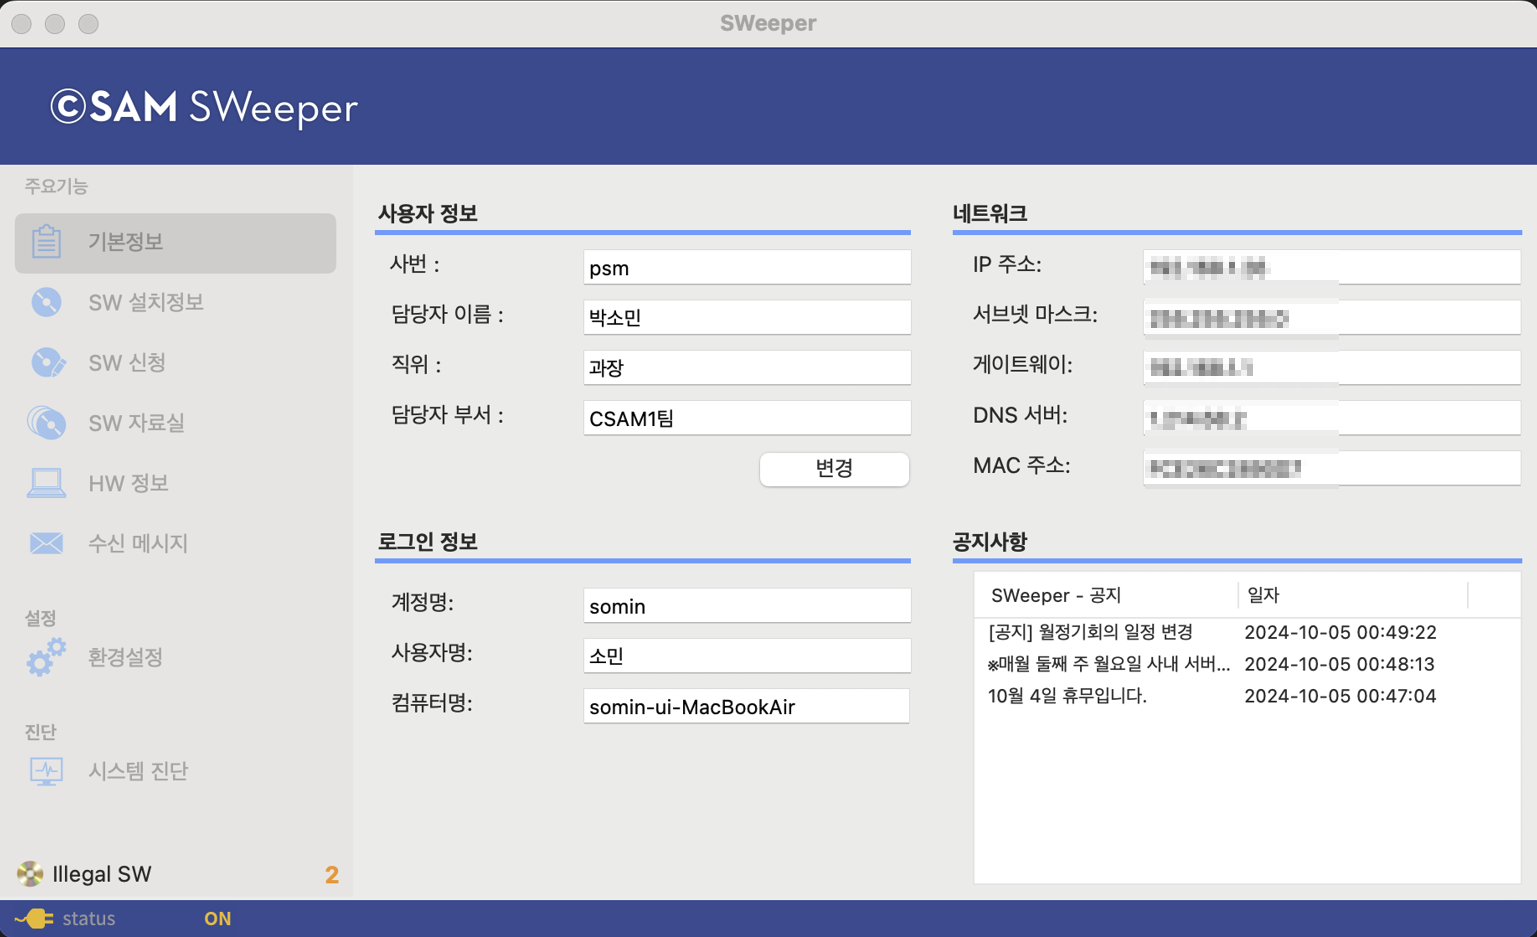 SWeeper
©SAM SWeeper
주요기능
기본정보
SW 설치정보
SW 신청
SW 자료실
HW 정보
수신 메시지
설정
환경설정
진단
시스템 진단
Illegal SW 2
status ON
사용자 정보
사번 : psm
담당자 이름 : 박소민
직위 : 과장
담당자 부서 : CSAM1팀
변경
로그인 정보
계정명: somin
사용자명: 소민
컴퓨터명: somin-ui-MacBookAir
네트워크
IP 주소:
서브넷 마스크:
게이트웨이:
DNS 서버:
MAC 주소:
공지사항
SWeeper - 공지 일자
[공지] 월정기회의 일정 변경 2024-10-05 00:49:22
※매월 둘째 주 월요일 사내 서버... 2024-10-05 00:48:13
10월 4일 휴무입니다. 2024-10-05 00:47:04